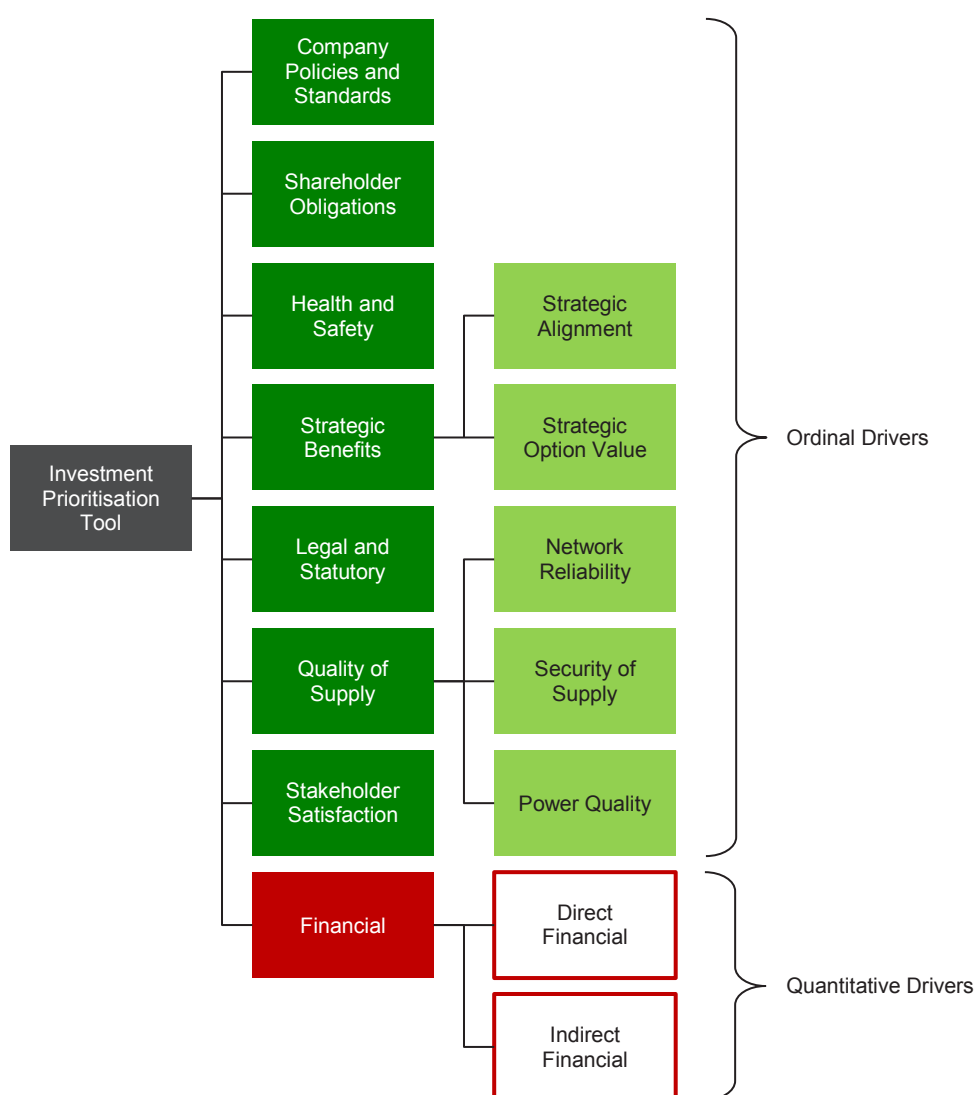 Company
Policies and
Standards
Shareholder
Obligations
Health and
Safety
Strategic
Alignment
Strategic
Benefits
Strategic
Option Value
Ordinal Drivers
Investment
Prioritisation
Tool
Legal and
Statutory
Network
Reliability
Quality of
Supply
Security of
Supply
Stakeholder
Satisfaction
Power Quality
Financial
Direct
Financial
Quantitative Drivers
Indirect
Financial